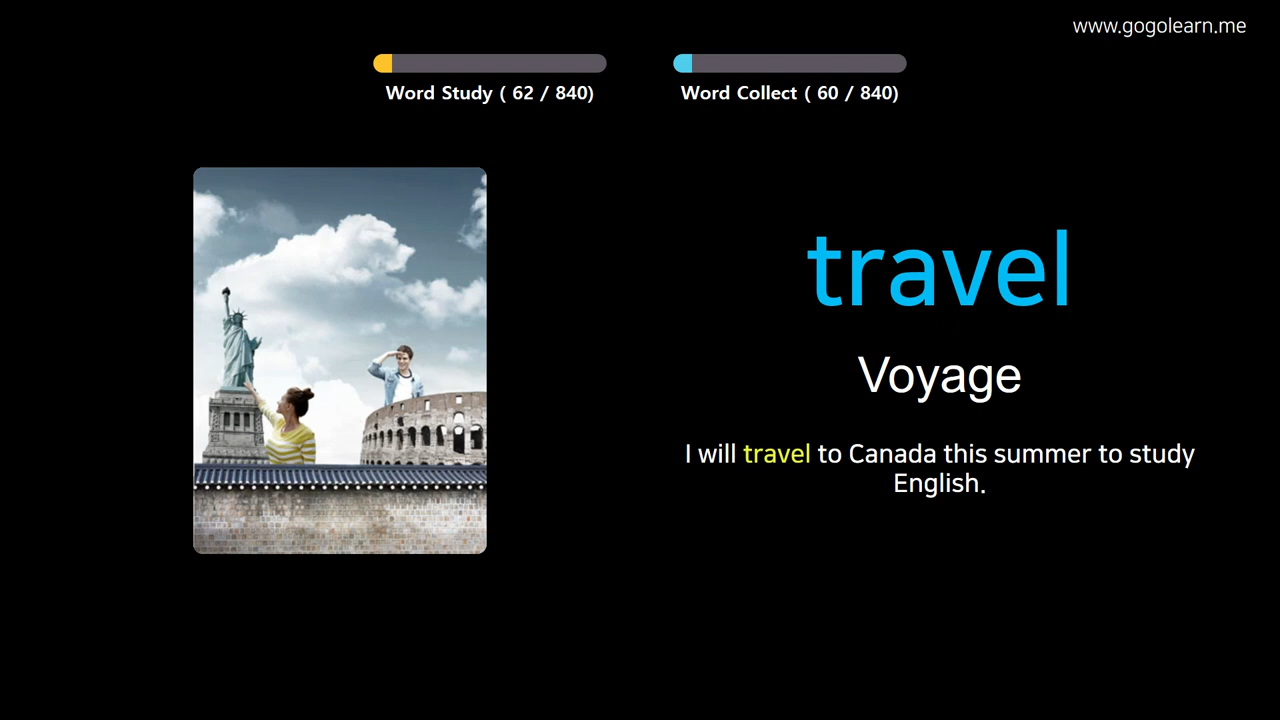 www.gogolearn.me
Word Study ( 62 / 840)
Word Collect ( 60 / 840)
travel
Voyage
I will travel to Canada this summer to study
English.